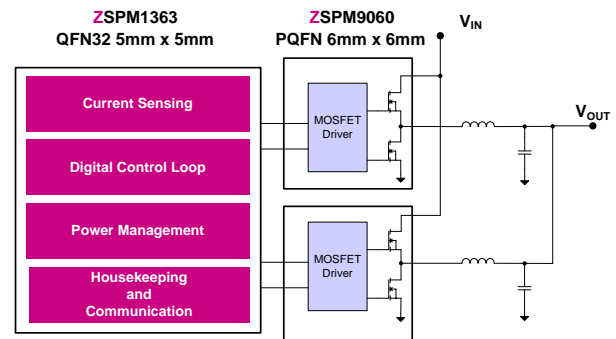 ZSPM1363
QFN32 5mm x 5mm
ZSPM9060
PQFN 6mm x 6mm
VIN
VOUT
Current Sensing
Digital Control Loop
Power Management
Housekeeping
and
Communication
MOSFET
Driver
MOSFET
Driver